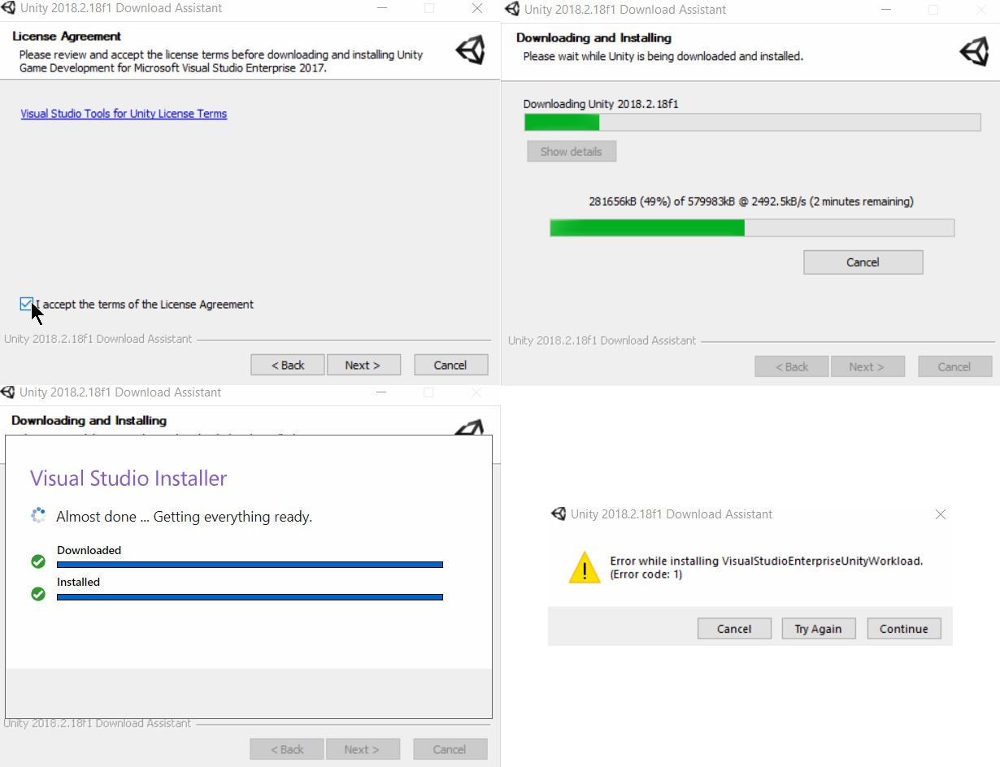 Unity 2018.2.18f1 Download Assistant
License Agreement
Please review and accept the license terms before downloading and installing Unity
Game Development for Microsoft Visual Studio Enterprise 2017.
Visual Studio Tools for Unity License Terms
I accept the terms of the License Agreement
Unity 2018.2.18f1 Download Assistant
< Back
Next >
Cancel
Unity 2018.2.18f1 Download Assistant
Downloading and Installing
Please wait while Unity is being downloaded and installed.
Downloading Unity 2018.2.18f1
Show details
281656kB (49%) of 579983kB @ 2492.5kB/s (2 minutes remaining)
Cancel
Unity 2018.2.18f1 Download Assistant
< Back
Next >
Cancel
Unity 2018.2.18f1 Download Assistant
Downloading and Installing
Visual Studio Installer
Almost done ... Getting everything ready.
Downloaded
Installed
Unity 2018.2.18f1 Download Assistant
< Back
Next >
Cancel
Unity 2018.2.18f1 Download Assistant
Error while installing VisualStudioEnterpriseUnityWorkload.
(Error code: 1)
Cancel
Try Again
Continue